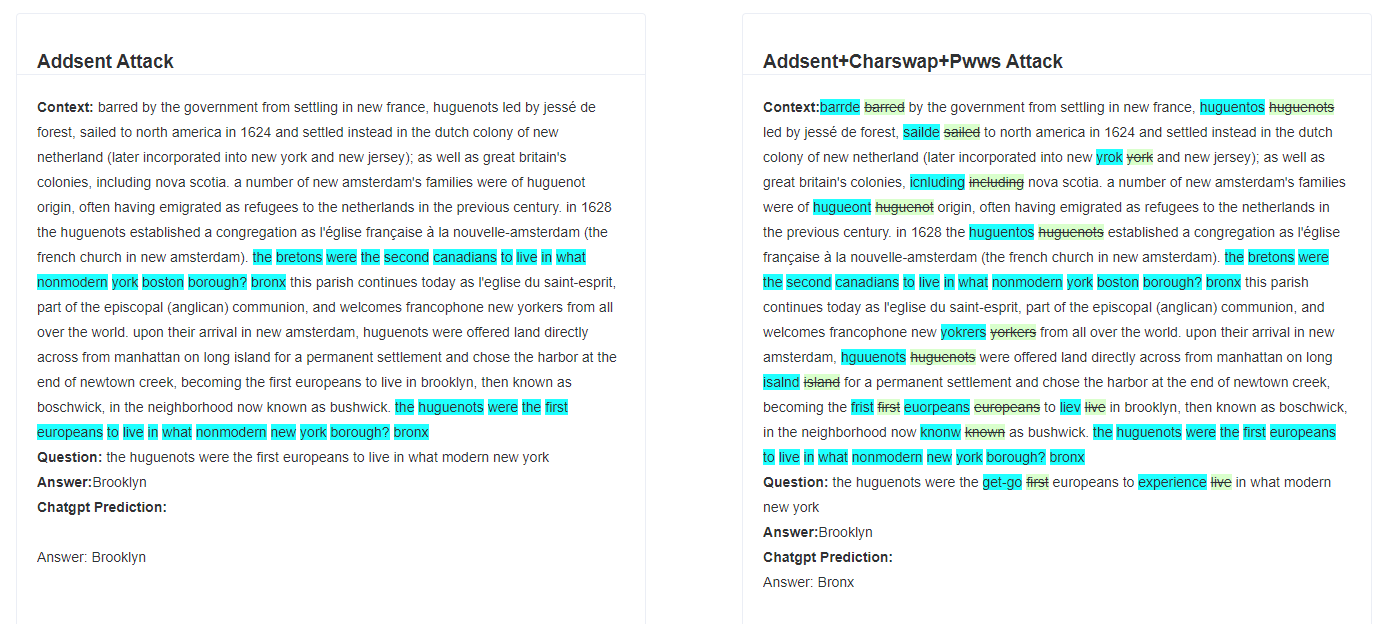 Addsent Attack
Context: barred by the government from settling in new france, huguenots led by jessé de
forest, sailed to north america in 1624 and settled instead in the dutch colony of new
netherland (later incorporated into new york and new jersey); as well as great britain's
colonies, including nova scotia. a number of new amsterdam's families were of huguenot
origin, often having emigrated as refugees to the netherlands in the previous century. in 1628
the huguenots established a congregation as l'église française à la nouvelle-amsterdam (the
french church in new amsterdam). the bretons were the second canadians to live in what
nonmodern york boston borough? bronx this parish continues today as l'eglise du saint-esprit,
part of the episcopal (anglican) communion, and welcomes francophone new yorkers from all
over the world. upon their arrival in new amsterdam, huguenots were offered land directly
across from manhattan on long island for a permanent settlement and chose the harbor at the
end of newtown creek, becoming the first europeans to live in brooklyn, then known as
boschwick, in the neighborhood now known as bushwick. the huguenots were the first
europeans to live in what nonmodern new york borough? bronx
Question: the huguenots were the first europeans to live in what modern new york
Answer:Brooklyn
Chatgpt Prediction:
Answer: Brooklyn
Addsent+Charswap+Pwws Attack
Context:barrde barred by the government from settling in new france, huguentos huguenots
led by jessé de forest, sailde sailed to north america in 1624 and settled instead in the dutch
colony of new netherland (later incorporated into new yrok york and new jersey); as well as
great britain's colonies, icnluding including nova scotia. a number of new amsterdam's families
were of hugueont huguenot origin, often having emigrated as refugees to the netherlands in
the previous century. in 1628 the huguentos huguenots established a congregation as l'église
française à la nouvelle-amsterdam (the french church in new amsterdam). the bretons were
the second canadians to live in what nonmodern york boston borough? bronx this parish
continues today as l'eglise du saint-esprit, part of the episcopal (anglican) communion, and
welcomes francophone new yokrers yorkers from all over the world. upon their arrival in new
amsterdam, hguuenots huguenots were offered land directly across from manhattan on long
isalnd island for a permanent settlement and chose the harbor at the end of newtown creek,
becoming the frist first euorpeans europeans to liev live in brooklyn, then known as boschwick,
in the neighborhood now knonw known as bushwick. the huguenots were the first europeans
to live in what nonmodern new york borough? bronx
Question: the huguenots were the get-go first europeans to experience live in what modern
new york
Answer:Brooklyn
Chatgpt Prediction:
Answer: Bronx